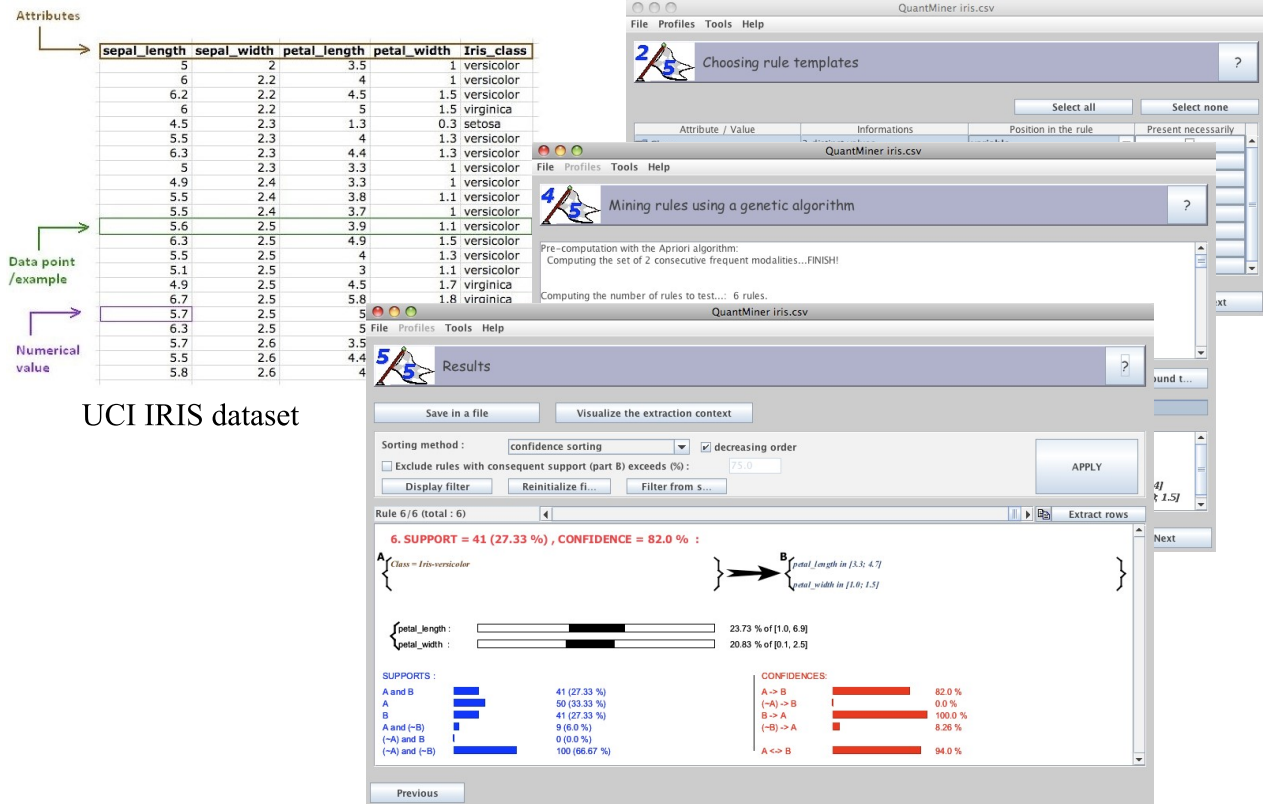 Attributes
sepal_length sepal_width petal_length petal_width Iris_class
5 2 3.5 1 versicolor
6 2.2 4 1 versicolor
6.2 2.2 4.5 1.5 versicolor
6 2.2 5 1.5 virginica
4.5 2.3 1.3 0.3 setosa
5.5 2.3 4 1.3 versicolor
6.3 2.3 4.4 1.3 versicolor
5 2.3 3.3 1 versicolor
4.9 2.4 3.3 1 versicolor
5.5 2.4 3.8 1.1 versicolor
5.5 2.4 3.7 1 versicolor
5.6 2.5 3.9 1.1 versicolor
6.3 2.5 4.9 1.5 versicolor
5.5 2.5 4 1.3 versicolor
5.1 2.5 3 1.1 versicolor
4.9 2.5 4.5 1.7 virginica
6.7 2.5 5.8 1.8 virginica
5.7 2.5 5
6.3 2.5 5
5.7 2.6 3.5
5.5 2.6 4.4
5.8 2.6 4
Data point
/example
Numerical
value
UCI IRIS dataset
QuantMiner iris.csv
File Profiles Tools Help
2 5 Choosing rule templates ?
Select all Select none
Attribute / Value Informations Position in the rule Present necessarily
QuantMiner iris.csv
File Profiles Tools Help
4 5 Mining rules using a genetic algorithm ?
Pre-computation with the Apriori algorithm:
Computing the set of 2 consecutive frequent modalities...FINISH!
Computing the number of rules to test...: 6 rules.
ext
ound t...
4]
; 1.5]
Next
QuantMiner iris.csv
File Profiles Tools Help
5 5 Results ?
Save in a file Visualize the extraction context
Sorting method : confidence sorting decreasing order
Exclude rules with consequent support (part B) exceeds (%) : 75.0
APPLY
Display filter Reinitialize fi... Filter from s...
Rule 6/6 (total : 6) Extract rows
6. SUPPORT = 41 (27.33 %) , CONFIDENCE = 82.0 % :
A Class = Iris-versicolor B petal_length in [3.3; 4.7]
petal_width in [1.0; 1.5]
petal_length : 23.73 % of [1.0, 6.9]
petal_width : 20.83 % of [0.1, 2.5]
SUPPORTS : CONFIDENCES:
A and B 41 (27.33 %) A -> B 82.0 %
A 50 (33.33 %) (~A) -> B 0.0 %
B 41 (27.33 %) B -> A 100.0 %
A and (~B) 9 (6.0 %) (~B) -> A 8.26 %
(~A) and B 0 (0.0 %)
(~A) and (~B) 100 (66.67 %) A <-> B 94.0 %
Previous